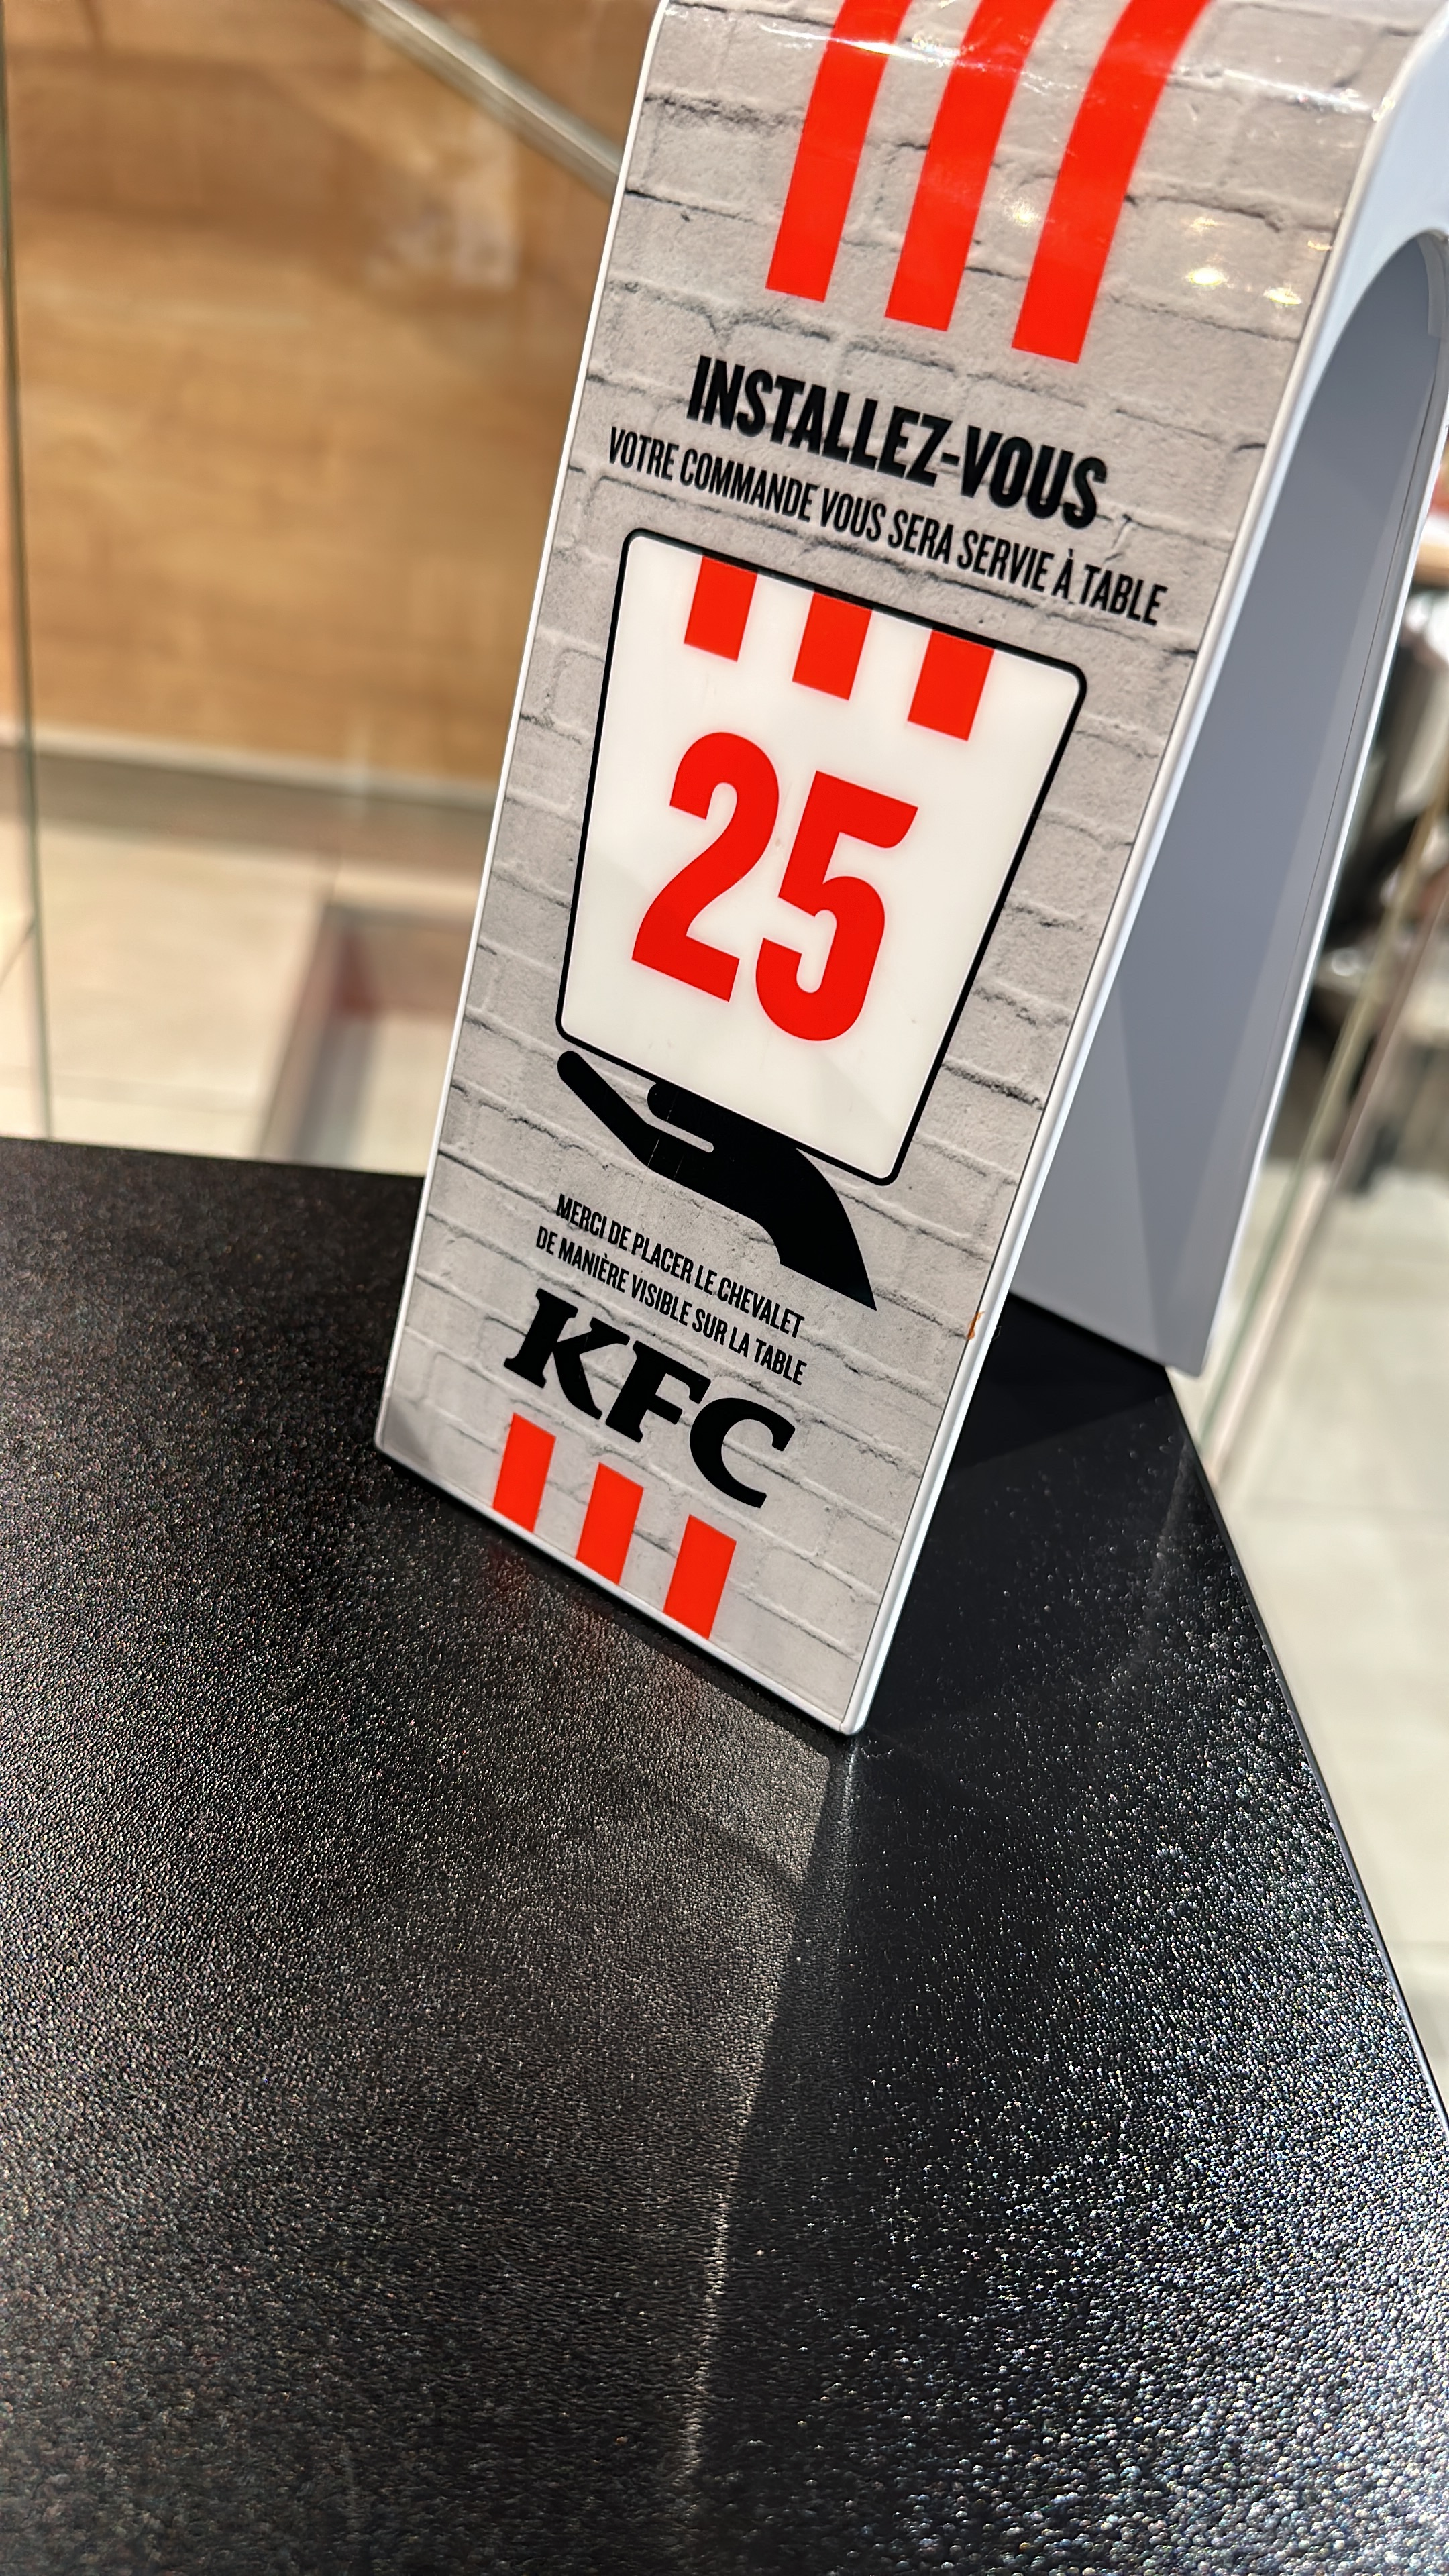 INSTALLEZ-VOUS
VOTRE COMMANDE VOUS SERA SERVIE À TABLE
25
MERCI DE PLACER LE CHEVALET
DE MANIÈRE VISIBLE SUR LA TABLE
KFC